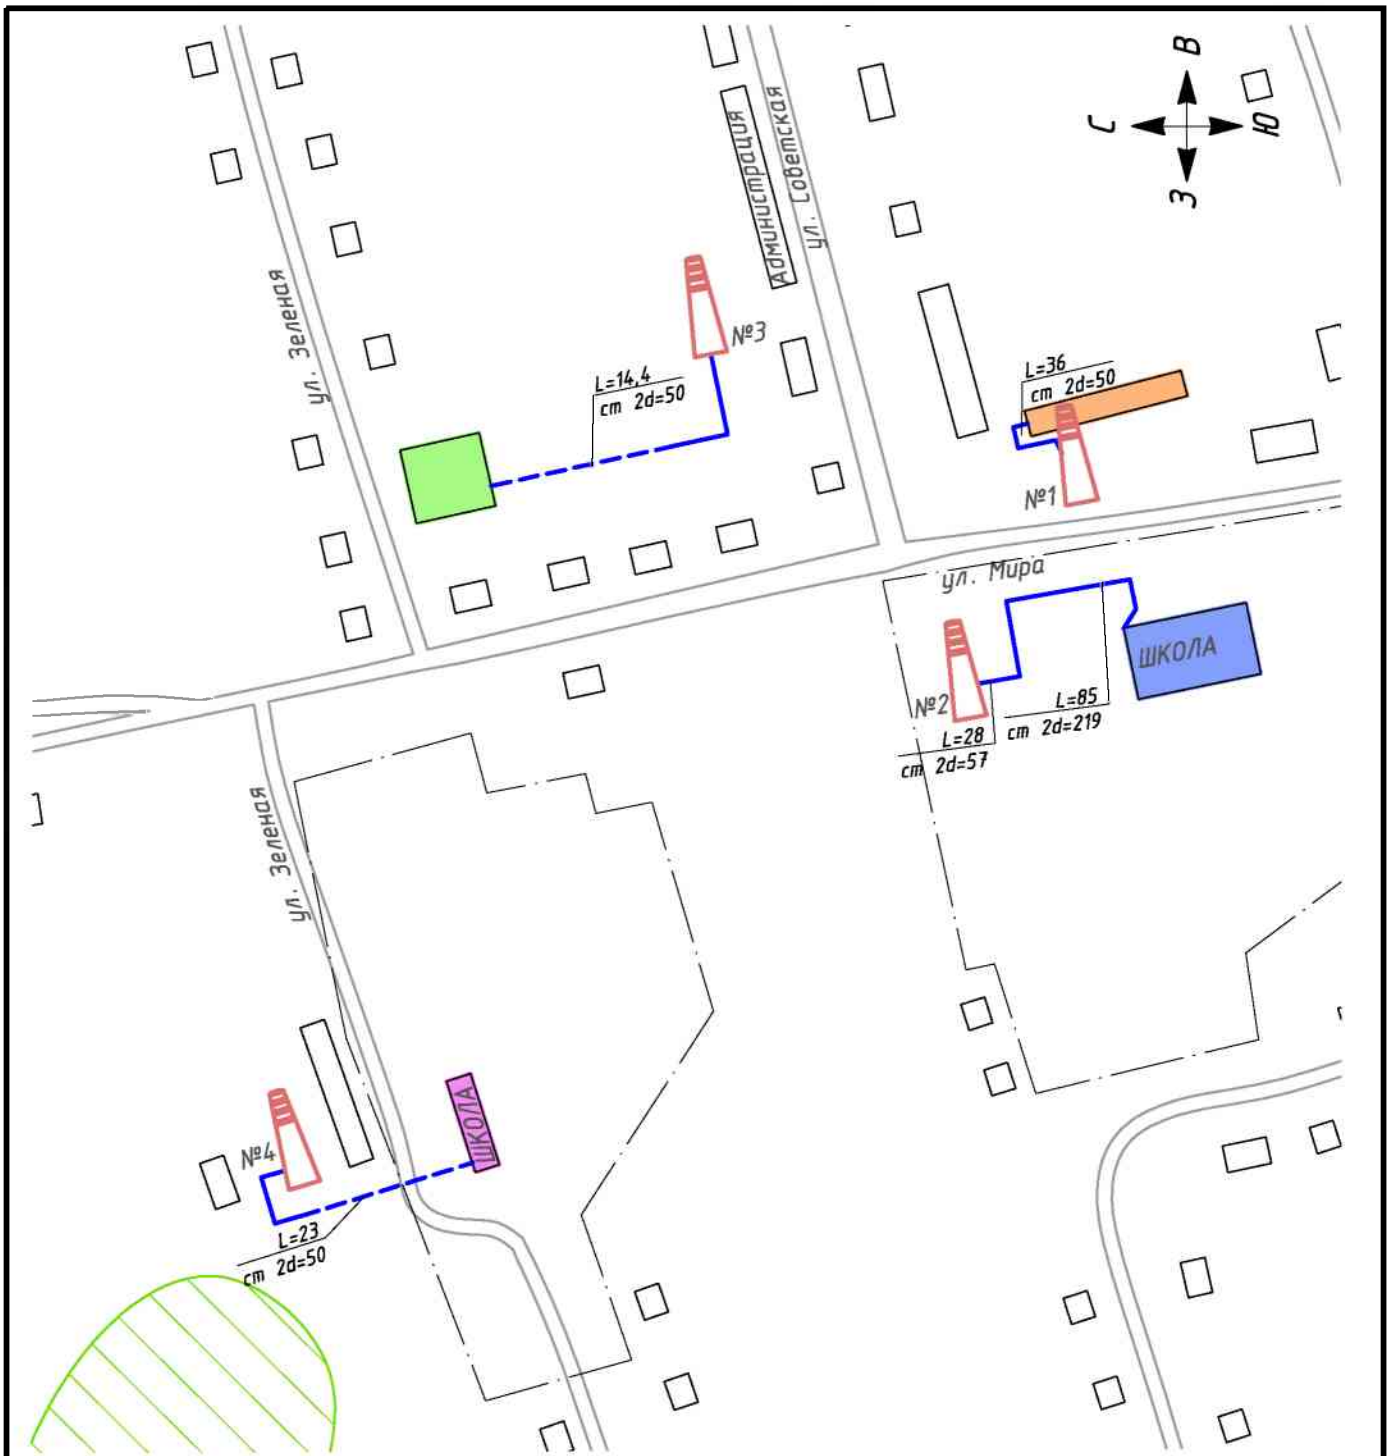 В
С
Ю
З
Администрация
ул. Советская
ул. Зеленая
№3
L=14,4
ст 2d=50
L=36
ст 2d=50
№1
ул. Мира
ШКОЛА
№2
L=85
ст 2d=219
L=28
ст 2d=57
ул. Зеленая
ШКОЛА
№4
L=23
ст 2d=50